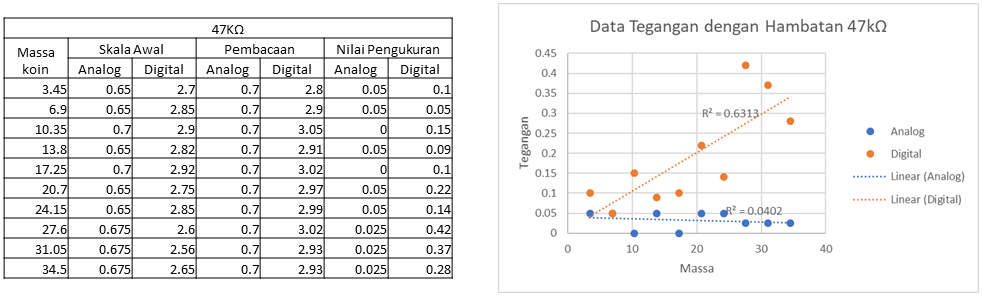 47KΩ
Massa koin Skala Awal Pembacaan Nilai Pengukuran
Analog Digital Analog Digital Analog Digital
3.45 0.65 2.7 0.7 2.8 0.05 0.1
6.9 0.65 2.85 0.7 2.9 0.05 0.05
10.35 0.7 2.9 0.7 3.05 0 0.15
13.8 0.65 2.82 0.7 2.91 0.05 0.09
17.25 0.7 2.92 0.7 3.02 0 0.1
20.7 0.65 2.75 0.7 2.97 0.05 0.22
24.15 0.65 2.85 0.7 2.99 0.05 0.14
27.6 0.675 2.6 0.7 3.02 0.025 0.42
31.05 0.675 2.56 0.7 2.93 0.025 0.37
34.5 0.675 2.65 0.7 2.93 0.025 0.28
Data Tegangan dengan Hambatan 47kΩ
Tegangan
0.45
0.4
0.35
0.3
0.25
0.2
0.15
0.1
0.05
0
R² = 0.6313
R² = 0.0402
0 10 20 30 40
Massa
Analog
Digital
Linear (Analog)
Linear (Digital)